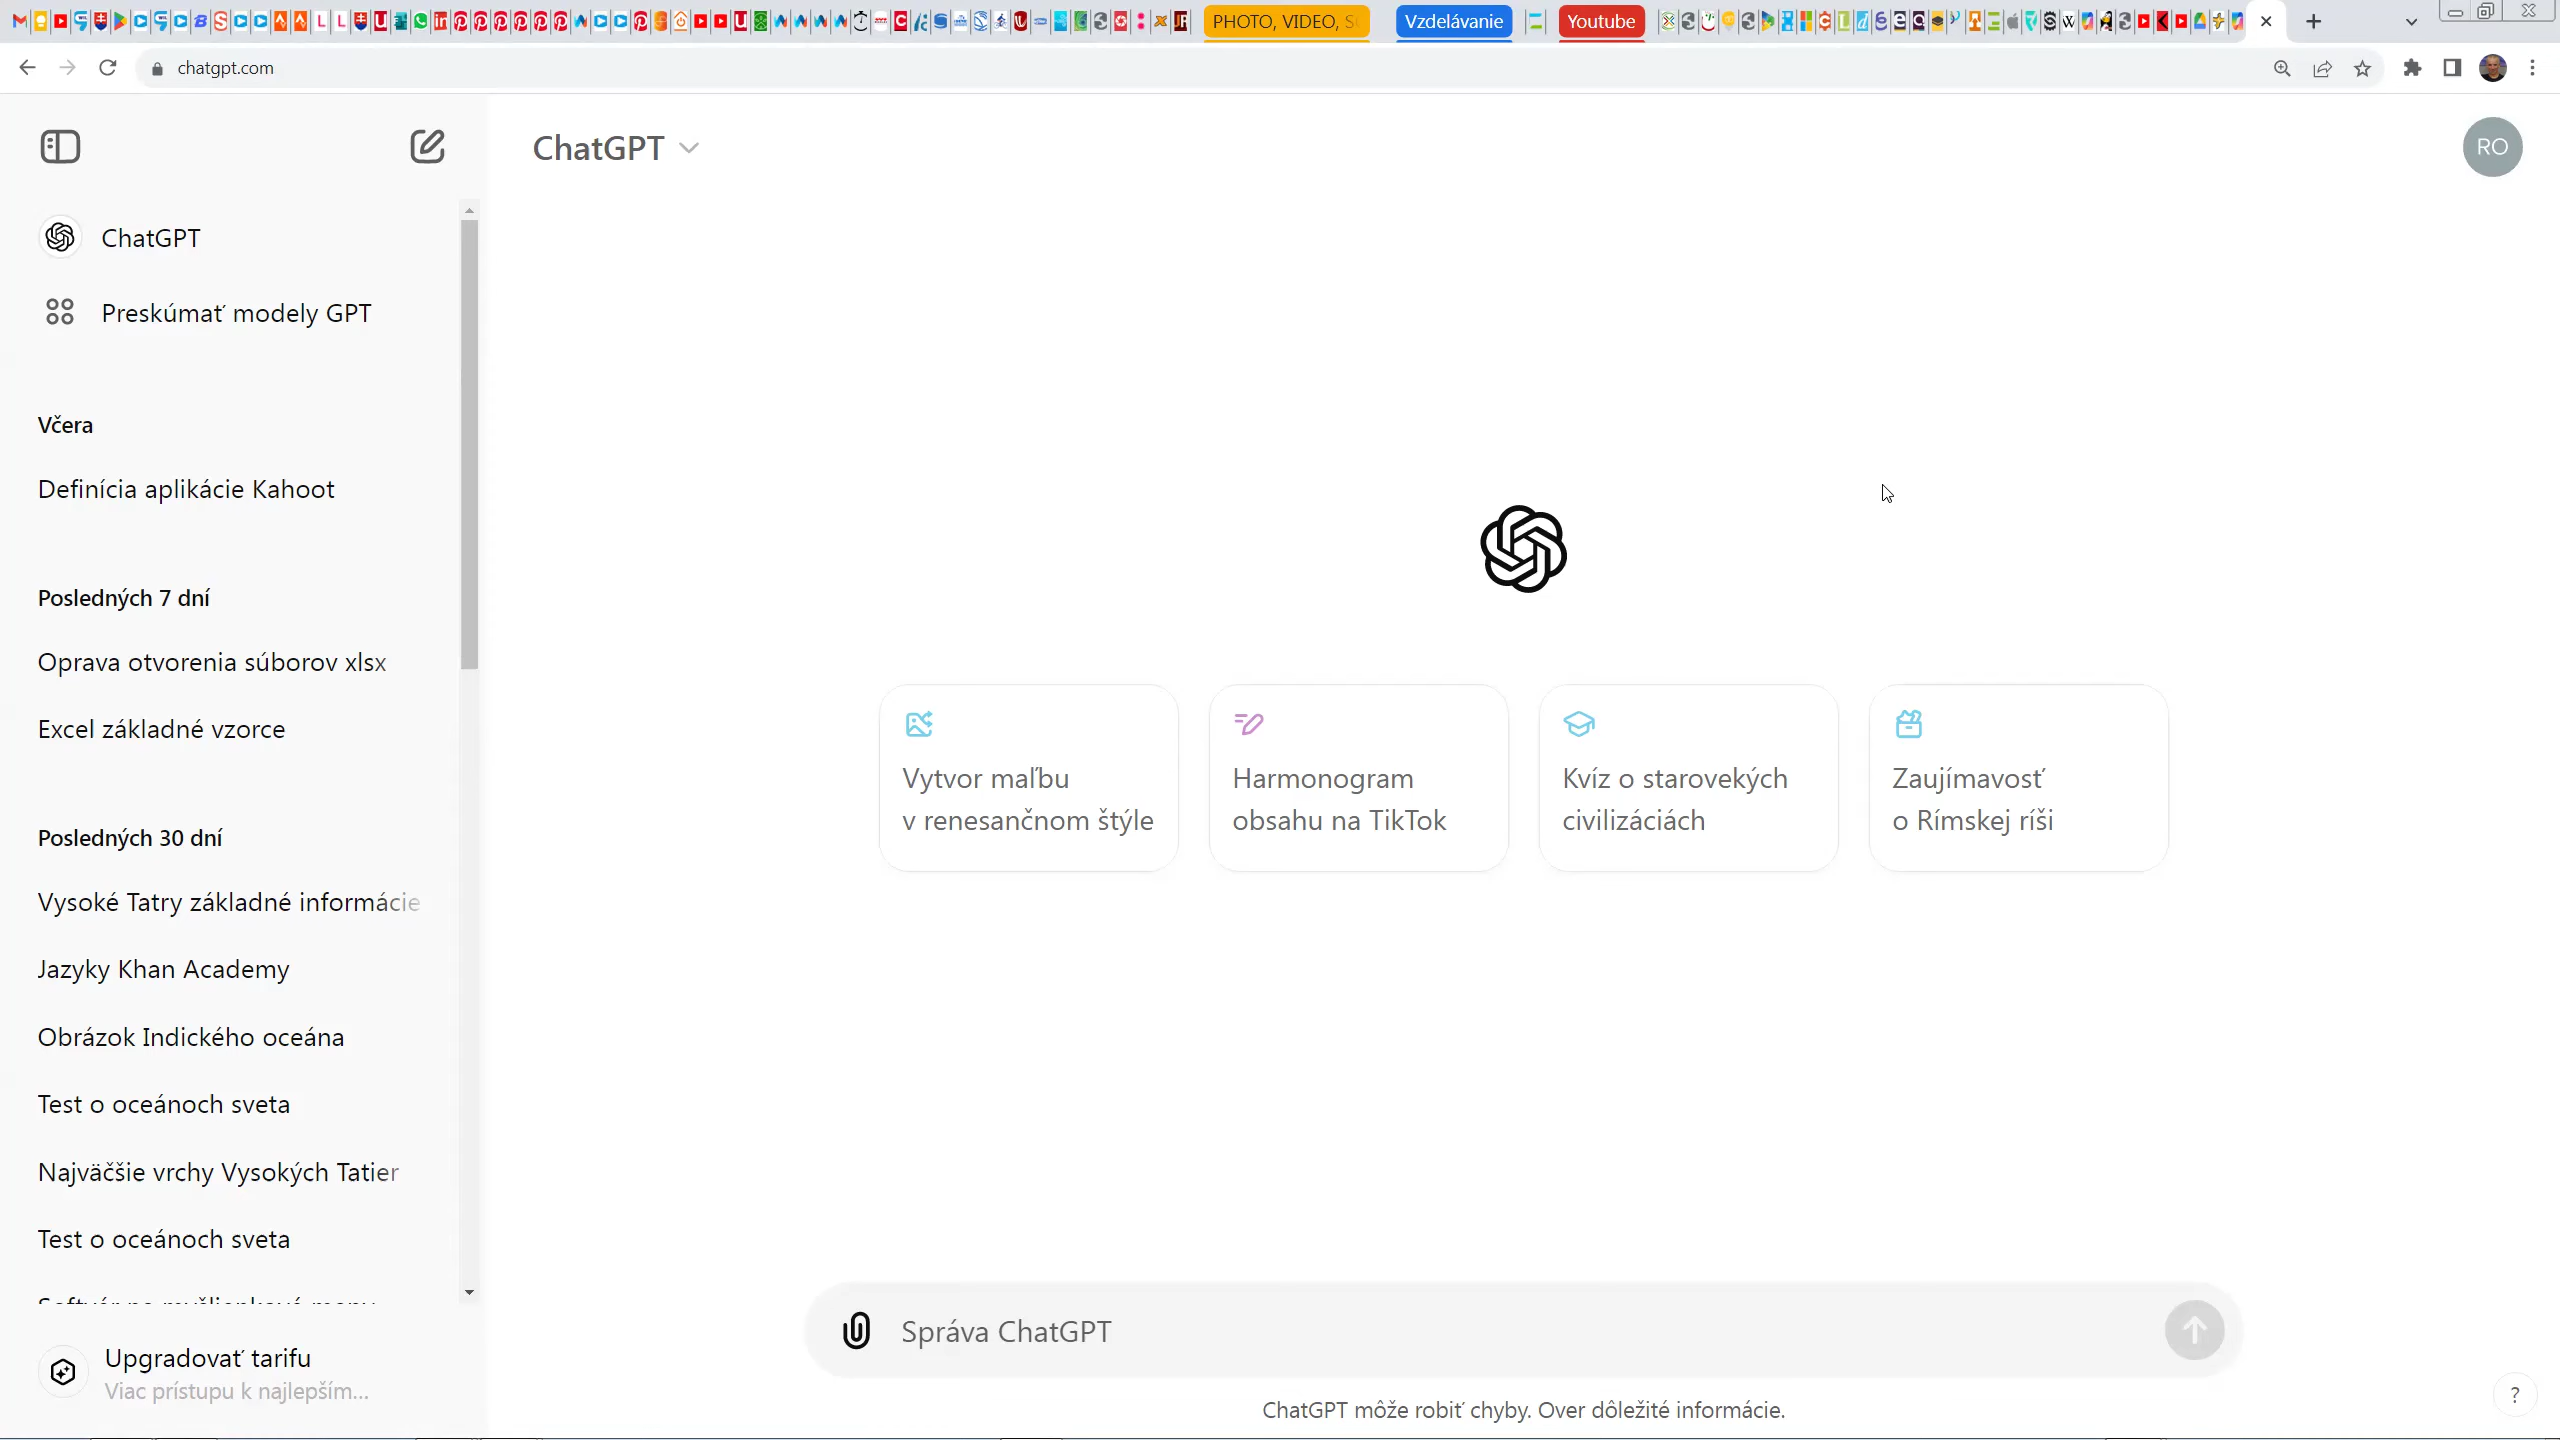 PHOTO, VIDEO, S
Vzdelávanie
Youtube
chatgpt.com
ChatGPT
RO
ChatGPT
Preskúmať modely GPT
Včera
Definícia aplikácie Kahoot
Posledných 7 dní
Oprava otvorenia súborov xlsx
Excel základné vzorce
Posledných 30 dní
Vysoké Tatry základné informácie
Jazyky Khan Academy
Obrázok Indického oceána
Test o oceánoch sveta
Najväčšie vrchy Vysokých Tatier
Test o oceánoch sveta
Upgradovať tarifu
Viac prístupu k najlepším...
Vytvor maľbu
v renesančnom štýle
Harmonogram
obsahu na TikTok
Kvíz o starovekých
civilizáciách
Zaujímavosť
o Rímskej ríši
Správa ChatGPT
ChatGPT môže robiť chyby. Over dôležité informácie.
?